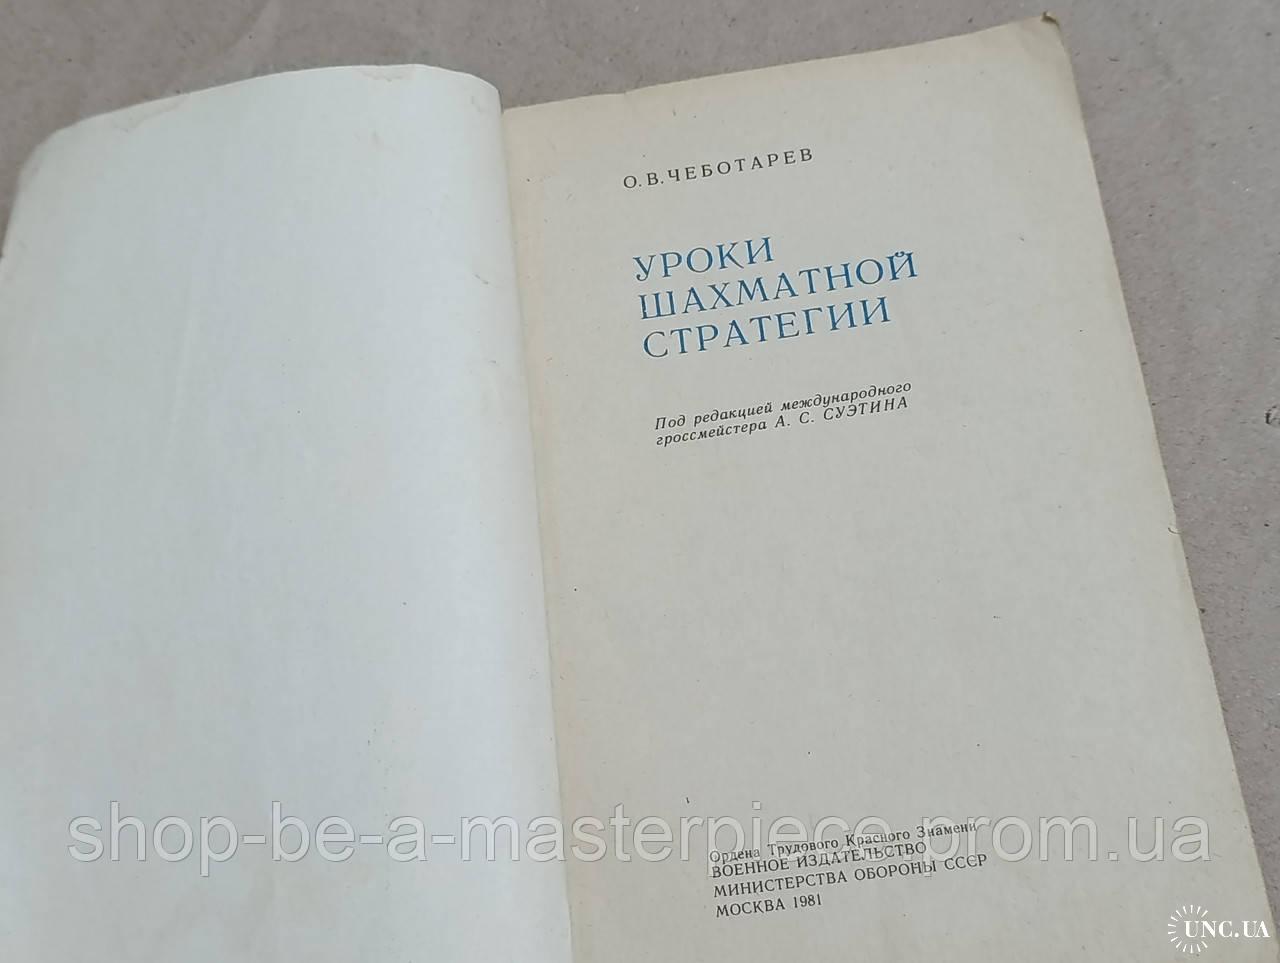 О. В. ЧЕБОТАРЕВ
УРОКИ
ШАХМАТНОЙ
СТРАТЕГИИ
Под редакцией международного
гроссмейстера А. С. СУЭТИНА
Ордена Трудового Красного Знамени
ВОЕННОЕ ИЗДАТЕЛЬСТВО
МИНИСТЕРСТВА ОБОРОНЫ СССР
МОСКВА 1981
shop-be-a-masterpiece.prom.ua
UNC.UA